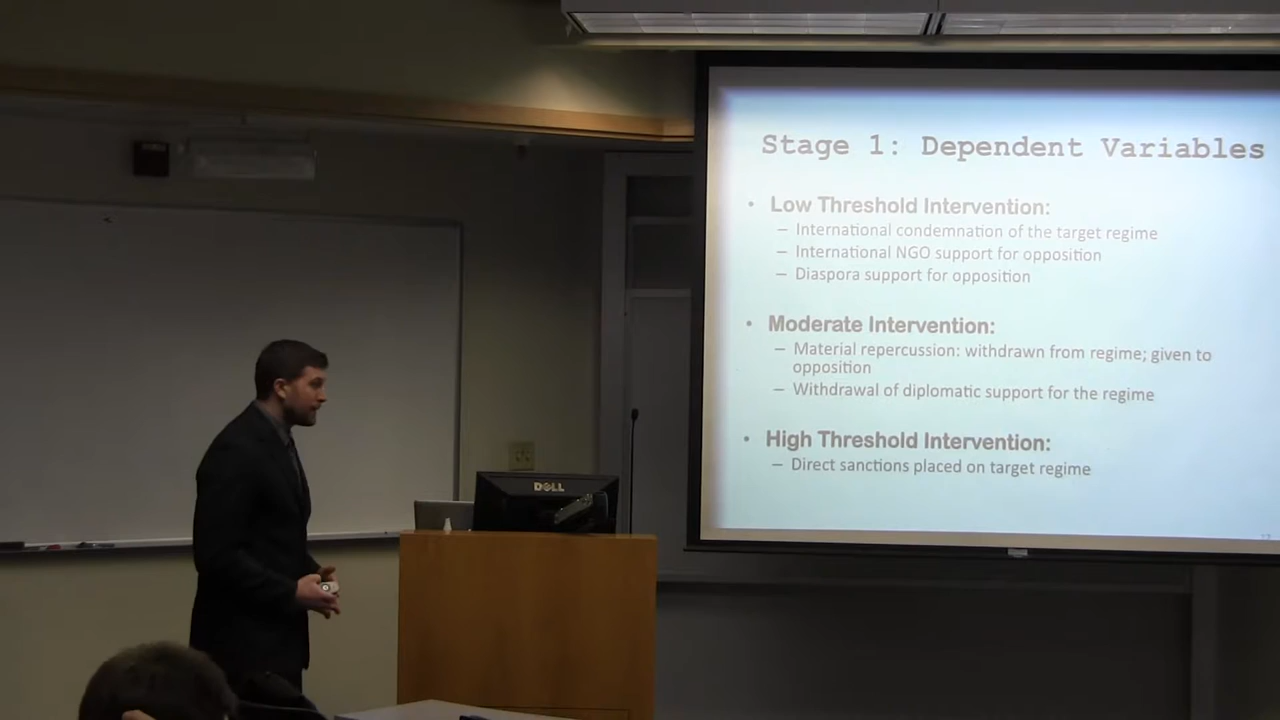 Stage 1: Dependent Variables
• Low Threshold Intervention:
– International condemnation of the target regime
– International NGO support for opposition
– Diaspora support for opposition
• Moderate Intervention:
– Material repercussion: withdrawn from regime; given to
opposition
– Withdrawal of diplomatic support for the regime
• High Threshold Intervention:
– Direct sanctions placed on target regime
DELL